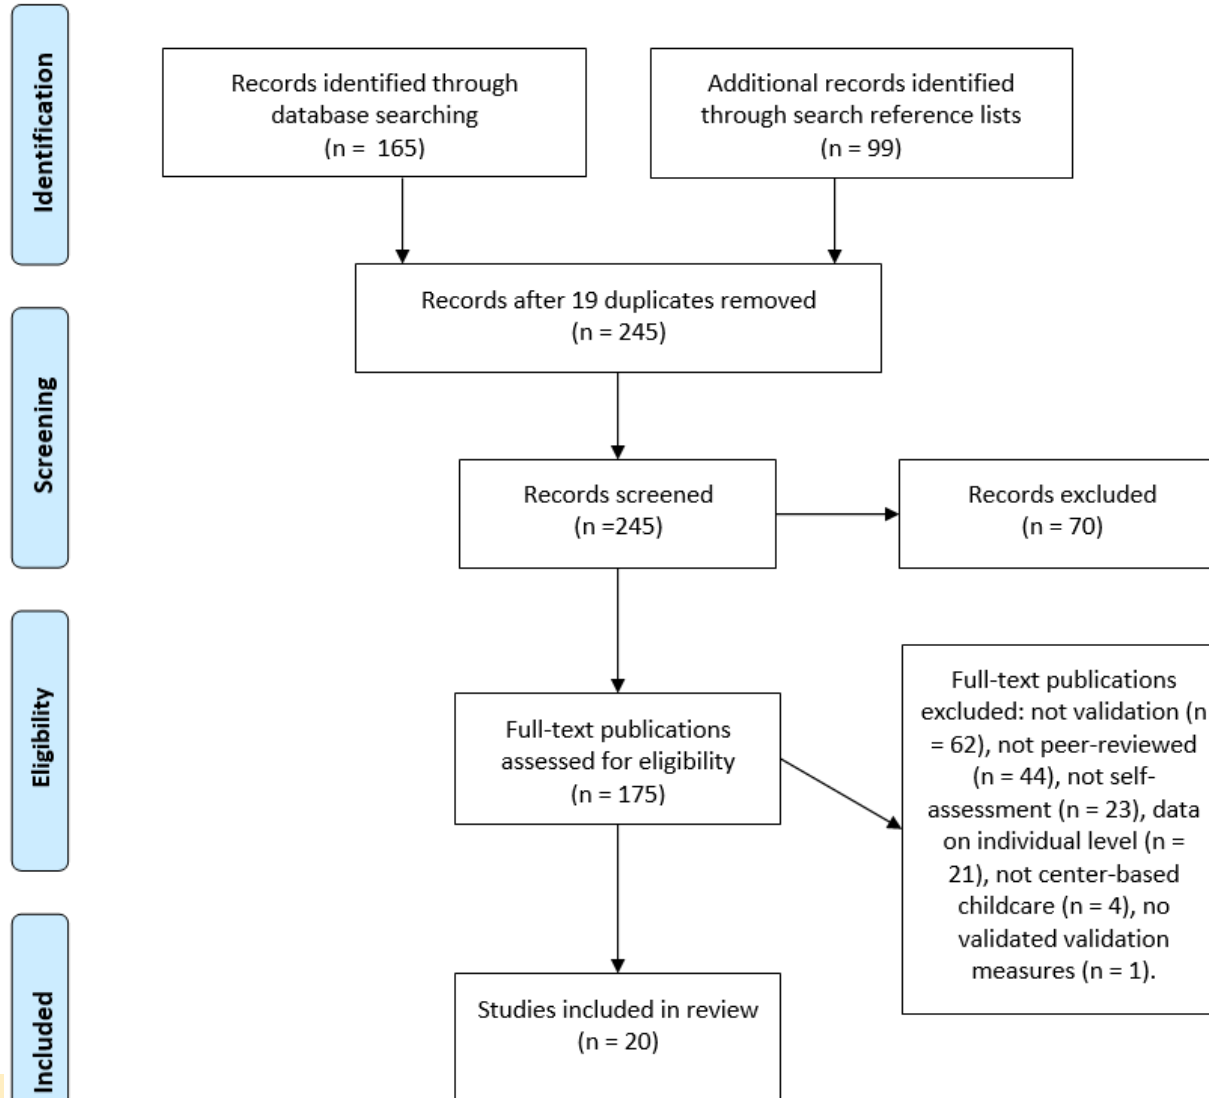 Identification
Records identified through
database searching
(n =  165)
Additional records identified
through search reference lists
(n = 99)
Records after 19 duplicates removed
(n = 245)
Screening
Records screened
(n =245)
Records excluded
(n = 70)
Eligibility
Full-text publications
assessed for eligibility
(n = 175)
Full-text publications
excluded: not validation (n
= 62), not peer-reviewed
(n = 44), not self-
assessment (n = 23), data
on individual level (n =
21), not center-based
childcare (n = 4), no
validated validation
measures (n = 1).
Included
Studies included in review
(n = 20)